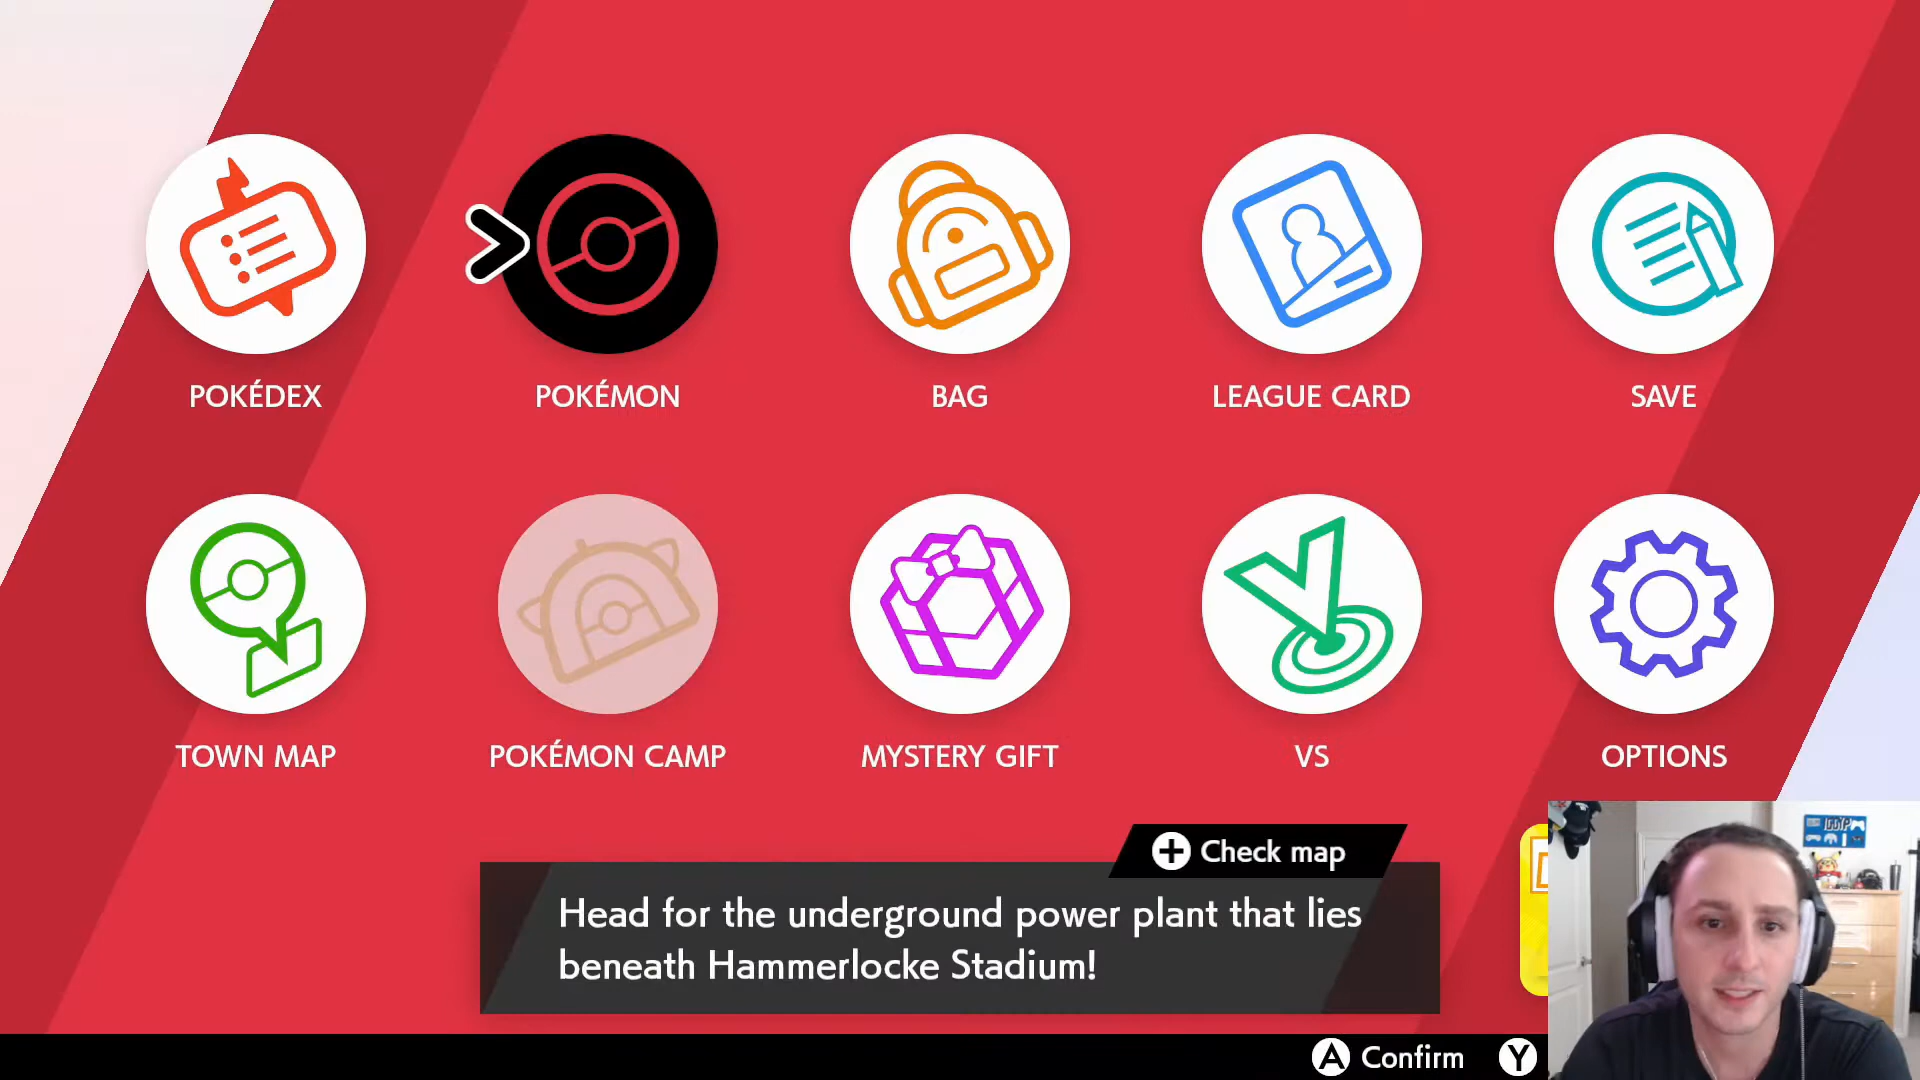 POKÉDEX
POKÉMON
BAG
LEAGUE CARD
SAVE
TOWN MAP
POKÉMON CAMP
MYSTERY GIFT
VS
OPTIONS
Check map
Head for the underground power plant that lies
beneath Hammerlocke Stadium!
A Confirm
Y